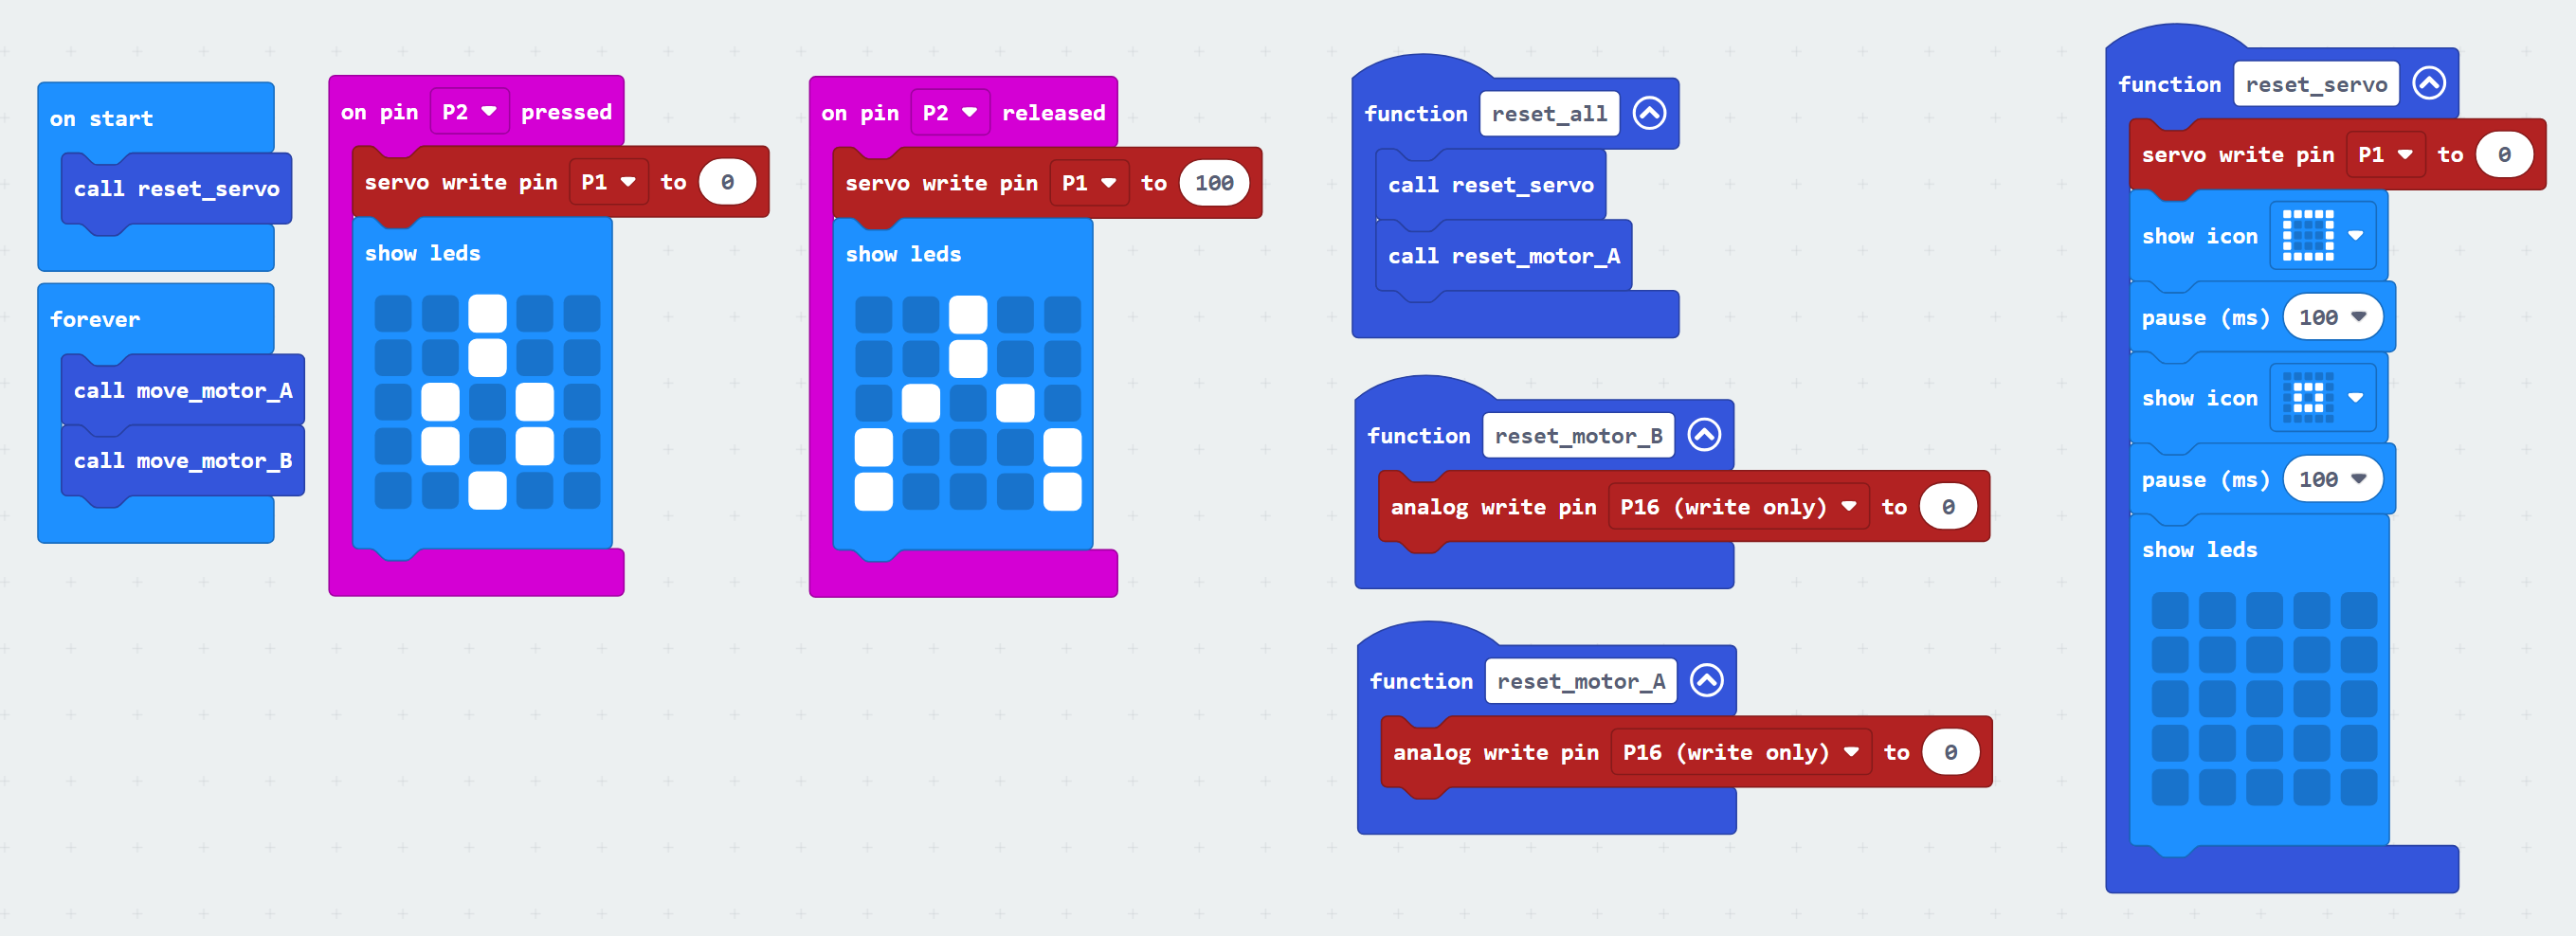 on start
call reset_servo
forever
call move_motor_A
call move_motor_B
on pin P2 pressed
servo write pin P1 to 0
show leds
on pin P2 released
servo write pin P1 to 100
show leds
function reset_all
call reset_servo
call reset_motor_A
function reset_motor_B
analog write pin P16 (write only) to 0
function reset_motor_A
analog write pin P16 (write only) to 0
function reset_servo
servo write pin P1 to 0
show icon
pause (ms) 100
show icon
pause (ms) 100
show leds